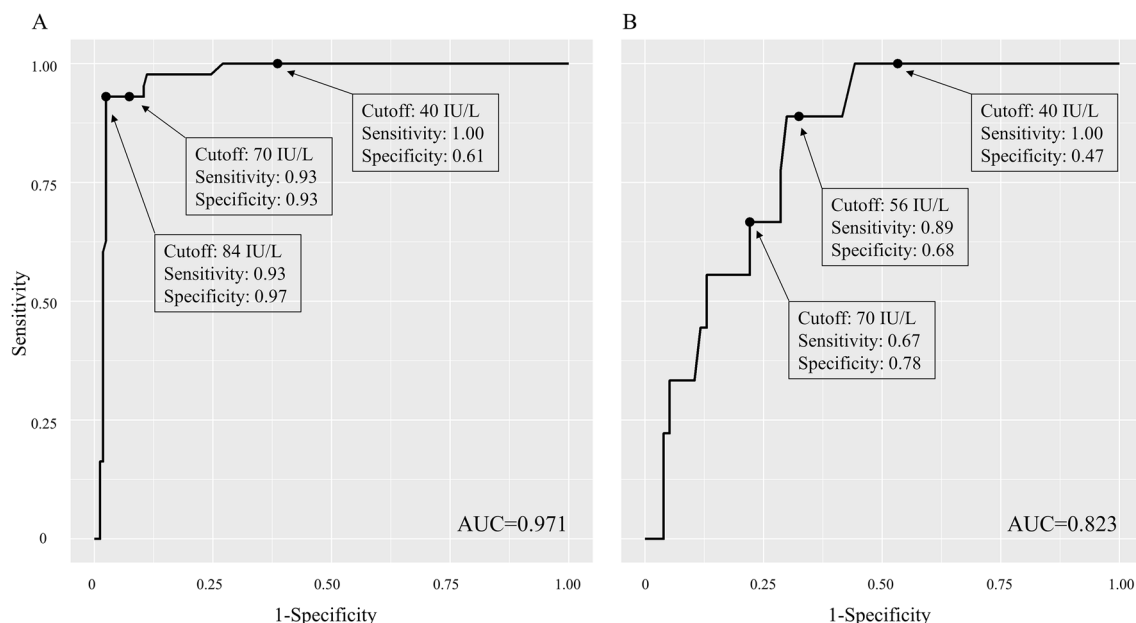 A
1.00
0.75
0.50
0.25
0
Sensitivity
Cutoff: 40 IU/L
Sensitivity: 1.00
Specificity: 0.61
Cutoff: 70 IU/L
Sensitivity: 0.93
Specificity: 0.93
Cutoff: 84 IU/L
Sensitivity: 0.93
Specificity: 0.97
AUC=0.971
0
0.25
0.50
0.75
1.00
1-Specificity
B
Cutoff: 40 IU/L
Sensitivity: 1.00
Specificity: 0.47
Cutoff: 56 IU/L
Sensitivity: 0.89
Specificity: 0.68
Cutoff: 70 IU/L
Sensitivity: 0.67
Specificity: 0.78
AUC=0.823
0
0.25
0.50
0.75
1.00
1-Specificity